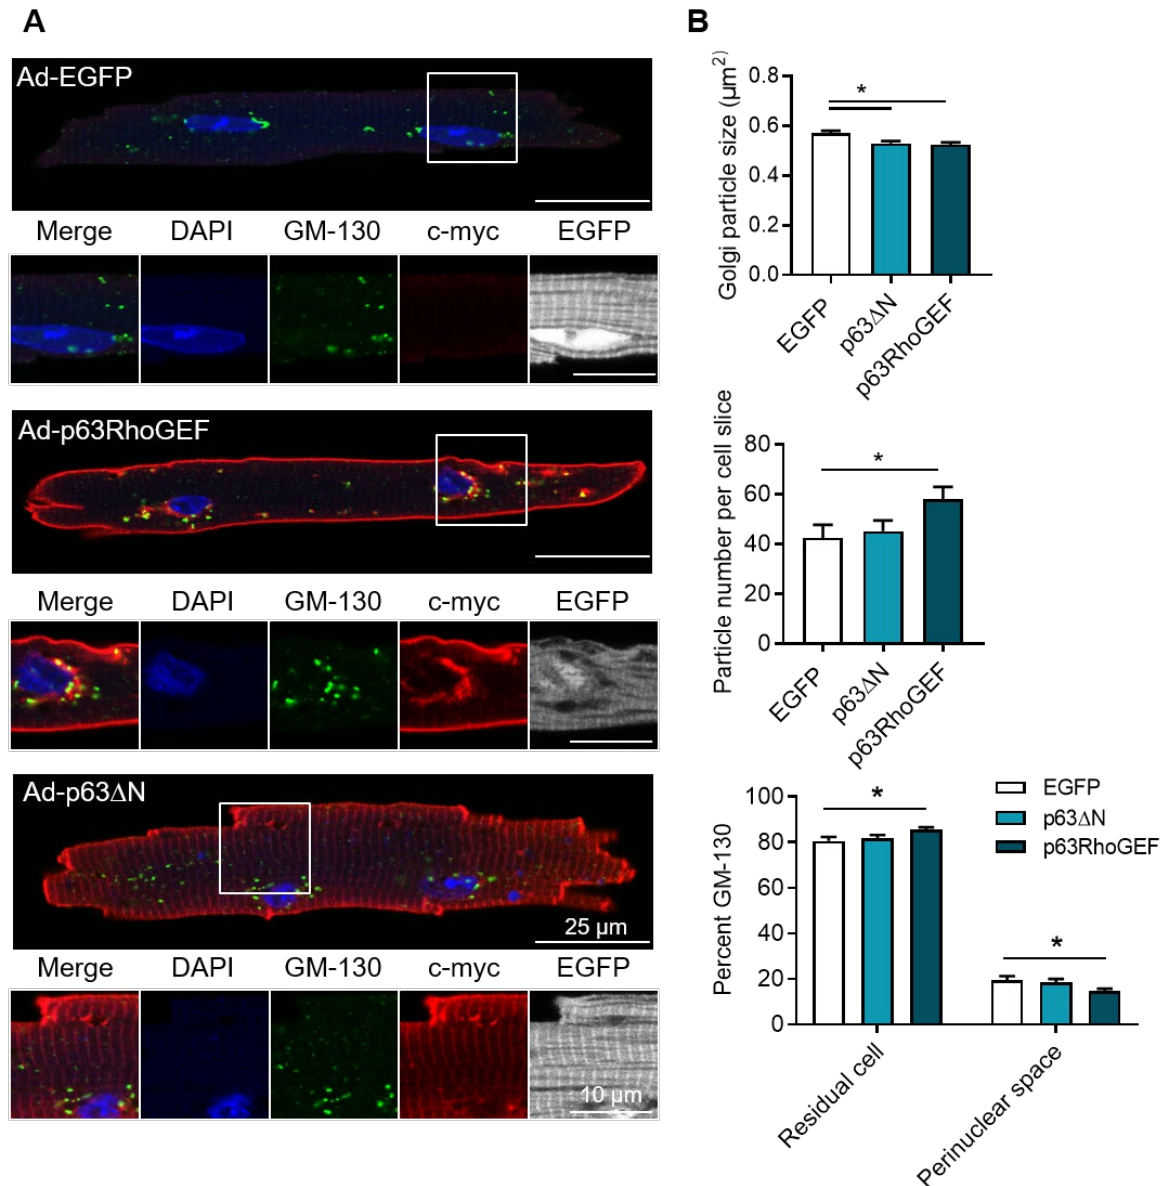 A
Ad-EGFP
Merge DAPI GM-130 c-myc EGFP
Ad-p63RhoGEF
Merge DAPI GM-130 c-myc EGFP
Ad-p63ΔN
25 µm
Merge DAPI GM-130 c-myc EGFP
10 µm
B
Golgi particle size (µm²)
0.8
0.6
0.4
0.2
0.0
*
EGFP
p63ΔN
p63RhoGEF
Particle number per cell slice
80
60
40
20
0
*
EGFP
p63ΔN
p63RhoGEF
Percent GM-130
100
80
60
40
20
0
*
*
EGFP
p63ΔN
p63RhoGEF
Residual cell
Perinuclear space